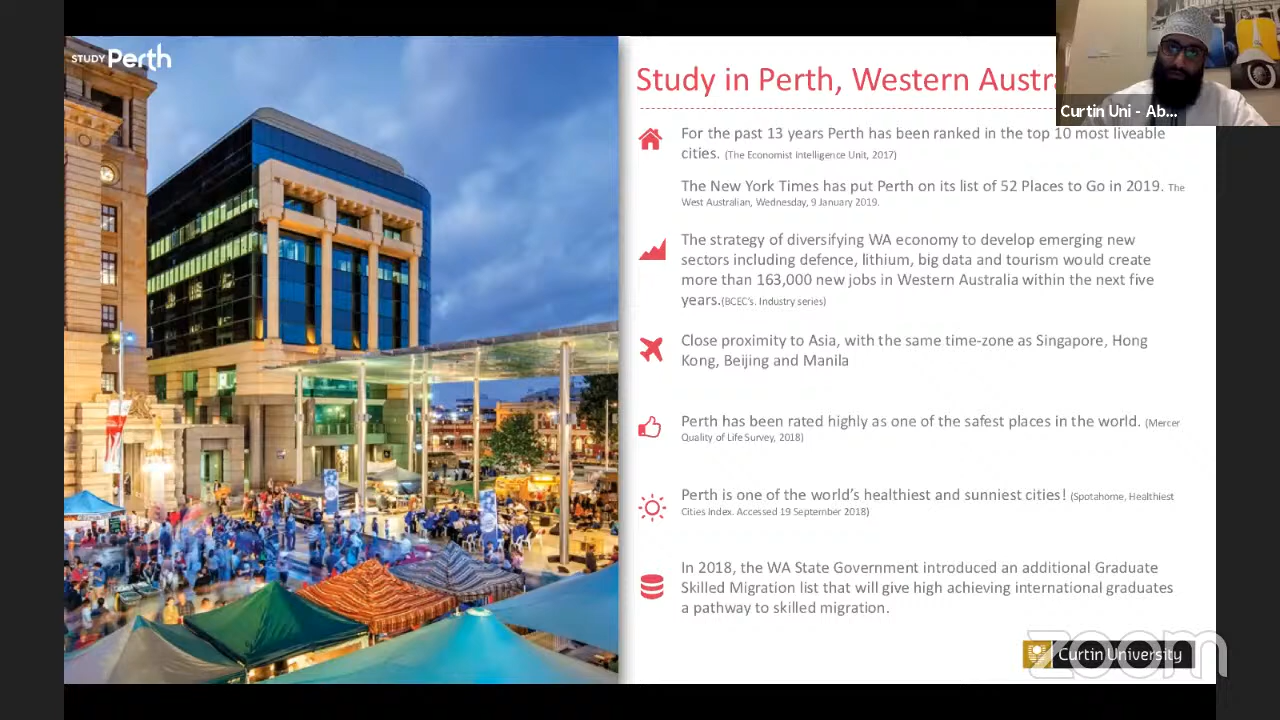 STUDY Perth
Study in Perth, Western Austra
Curtin Uni - Ab...
For the past 13 years Perth has been ranked in the top 10 most liveable
cities. (The Economist Intelligence Unit, 2017)
The New York Times has put Perth on its list of 52 Places to Go in 2019. The
West Australian, Wednesday, 9 January 2019.
The strategy of diversifying WA economy to develop emerging new
sectors including defence, lithium, big data and tourism would create
more than 163,000 new jobs in Western Australia within the next five
years.(BCEC's. Industry series)
Close proximity to Asia, with the same time-zone as Singapore, Hong
Kong, Beijing and Manila
Perth has been rated highly as one of the safest places in the world. (Mercer
Quality of Life Survey, 2018)
Perth is one of the world's healthiest and sunniest cities! (Spotahome, Healthiest
Cities Index. Accessed 19 September 2018)
In 2018, the WA State Government introduced an additional Graduate
Skilled Migration list that will give high achieving international graduates
a pathway to skilled migration.
Curtin University
zoom